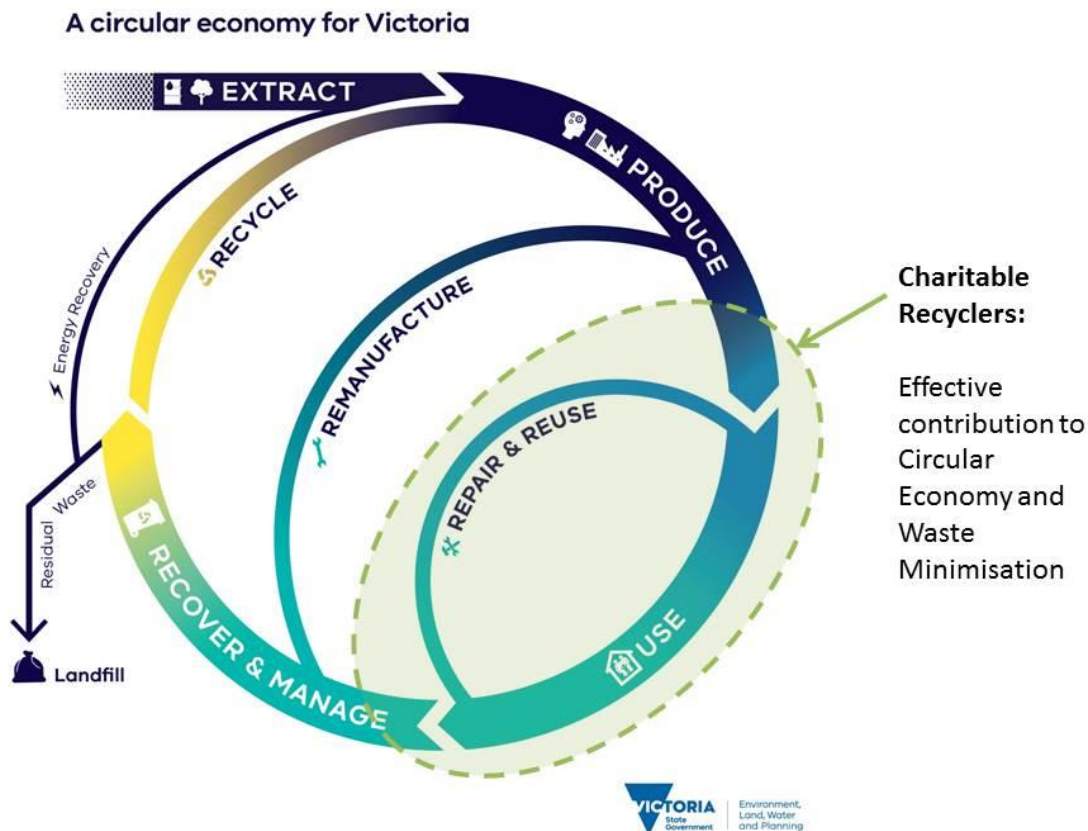 A circular economy for Victoria
EXTRACT
PRODUCE
RECYCLE
Energy Recovery
REMANUFACTURE
Charitable
Recyclers:
Effective
contribution to
Circular
Economy and
Waste
Minimisation
REPAIR & REUSE
Residual Waste
RECOVER & MANAGE
USE
Landfill
VICTORIA
State
Government
Environment,
Land, Water
and Planning